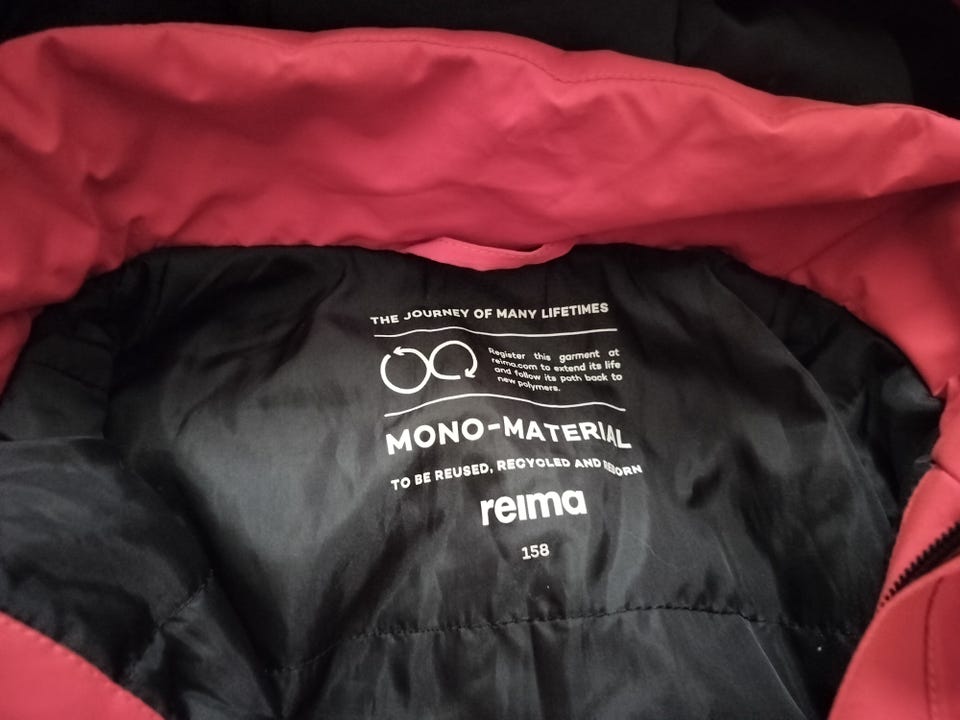 THE JOURNEY OF MANY LIFETIMES
Register this garment at
reima.com to extend its life
and follow its path back to
new polymers.
MONO-MATERIAL
TO BE REUSED, RECYCLED AND REBORN
reima
158